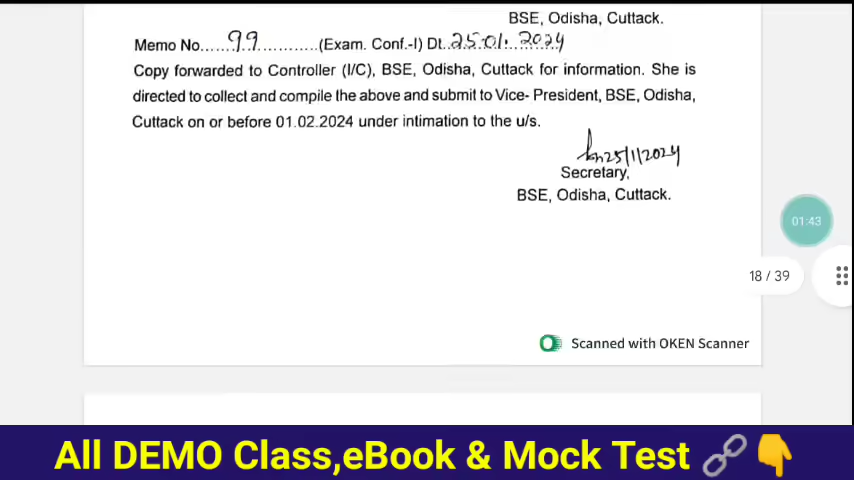 BSE, Odisha, Cuttack.
Memo No......99............(Exam. Conf.-I) Dt..25.01.2024
Copy forwarded to Controller (I/C), BSE, Odisha, Cuttack for information. She is
directed to collect and compile the above and submit to Vice- President, BSE, Odisha,
Cuttack on or before 01.02.2024 under intimation to the u/s.
25/1/2024
Secretary,
BSE, Odisha, Cuttack.
01:43
18 / 39
Scanned with OKEN Scanner
All DEMO Class,eBook & Mock Test